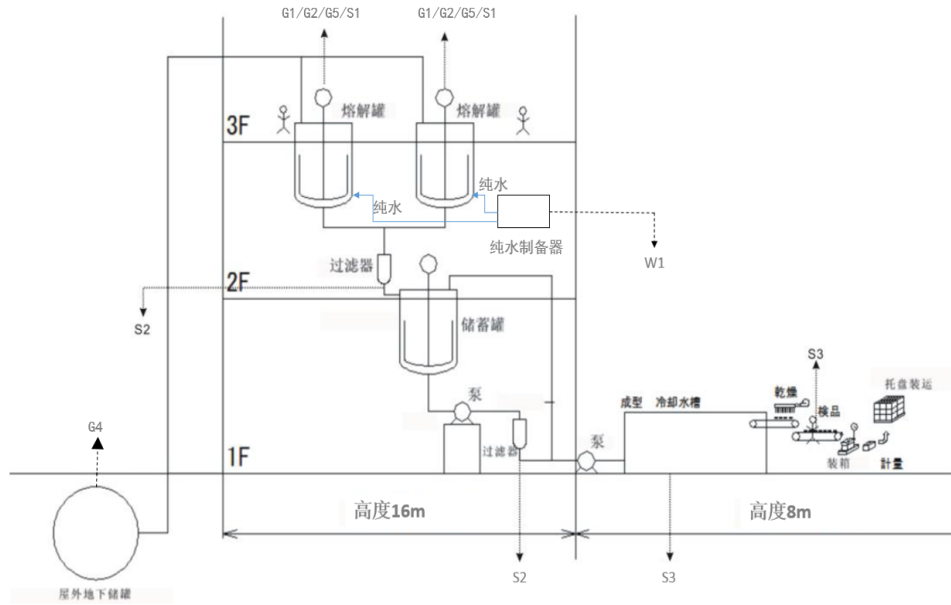 G1/G2/G5/S1
G1/G2/G5/S1
熔解罐
熔解罐
3F
纯水
纯水
纯水制备器
W1
过滤器
2F
S2
储蓄罐
S3
托盘装运
乾燥
検品
泵
成型
冷却水槽
G4
过滤器
泵
1F
装箱
計量
高度16m
高度8m
S2
S3
屋外地下储罐